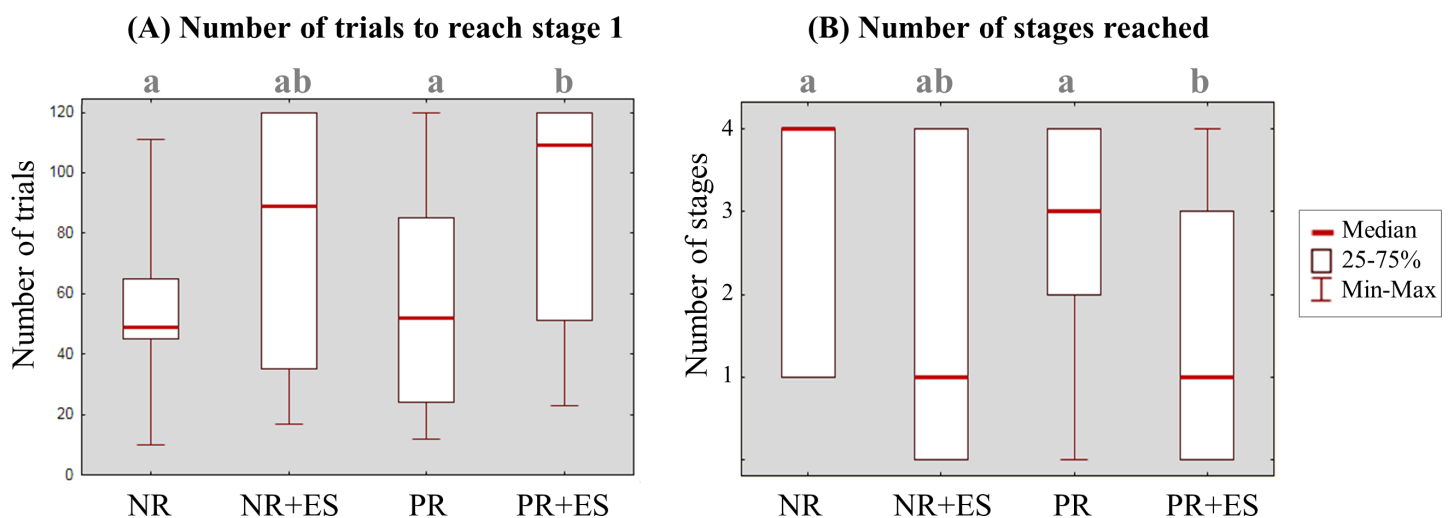 (A) Number of trials to reach stage 1
a ab a b
Number of trials
120
100
80
60
40
20
0
NR NR+ES PR PR+ES
(B) Number of stages reached
a ab a b
Number of stages
4
3
2
1
NR NR+ES PR PR+ES
Median
25-75%
Min-Max